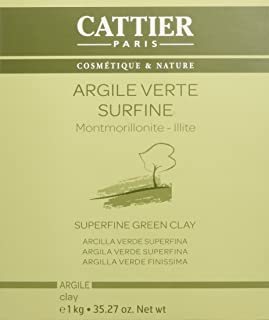 CATTIER
PARIS
COSMÉTIQUE & NATURE
ARGILE VERTE
SURFINE
Montmorillonite - Illite
SUPERFINE GREEN CLAY
ARCILLA VERDE SUPERFINA
ARGILA VERDE SUPERFINA
ARGILLA VERDE FINISSIMA
ARGILE
clay
e 1 kg • 35.27 oz. Net wt